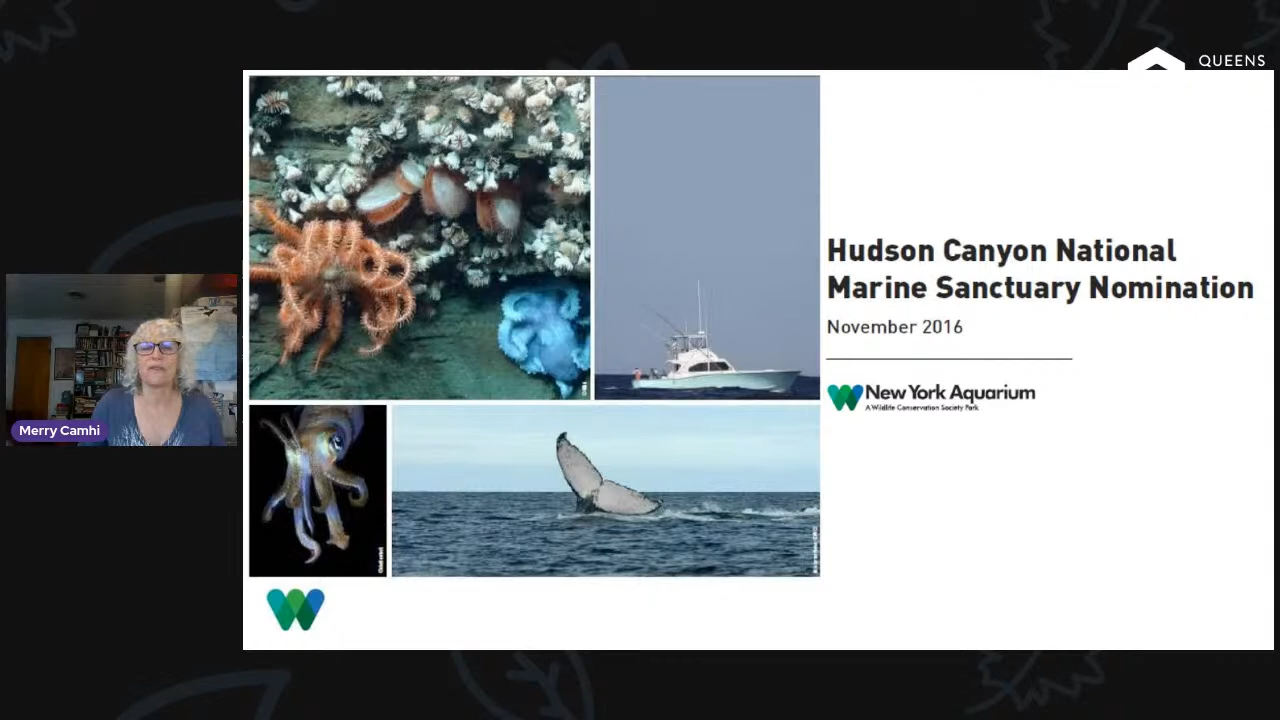 QUEENS
Hudson Canyon National
Marine Sanctuary Nomination
November 2016
New York Aquarium
A Wildlife Conservation Society Park
Merry Camhi